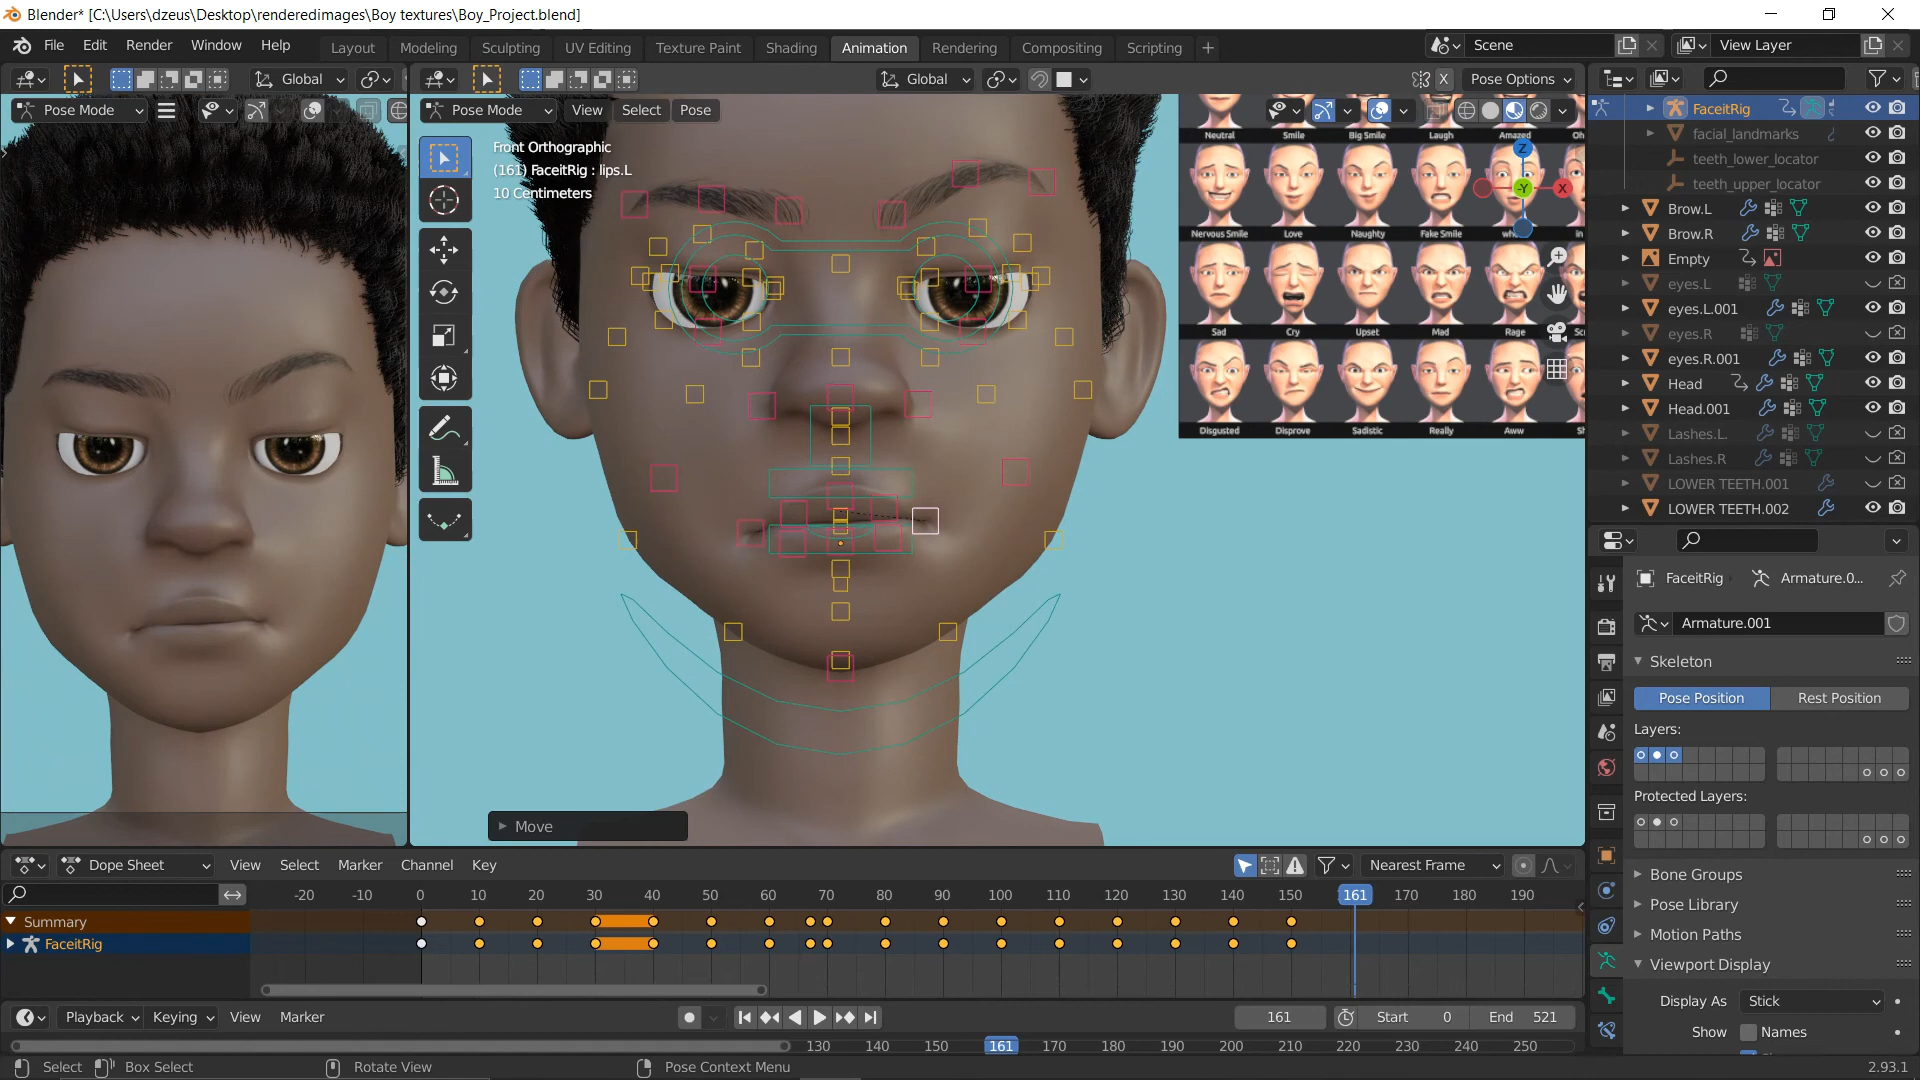 Blender* [C:\Users\dzeus\Desktop\renderedimages\Boy textures\Boy_Project.blend]
File Edit Render Window Help Layout Modeling Sculpting UV Editing Texture Paint Shading Animation Rendering Compositing Scripting + Scene View Layer
Global Global X Pose Options
Pose Mode Pose Mode View Select Pose
FaceitRig
facial_landmarks
teeth_lower_locator
teeth_upper_locator
Brow.L
Brow.R
Empty
eyes.L
eyes.L.001
eyes.R
eyes.R.001
Head
Head.001
Lashes.L.
Lashes.R
LOWER TEETH.001
LOWER TEETH.002
Front Orthographic
(161) FaceitRig : lips.L
10 Centimeters
Neutral Smile Big Smile Laugh Amazed Oh
Nervous Smile Love Naughty Fake Smile wh in
Sad Cry Upset Mad Rage
Disgusted Disprove Sadistic Really Aww
Z
-Y X
Move
FaceitRig Armature.0...
Armature.001
Skeleton
Pose Position Rest Position
Layers:
Protected Layers:
Bone Groups
Pose Library
Motion Paths
Viewport Display
Display As Stick
Show Names
Dope Sheet View Select Marker Channel Key Nearest Frame
-20 -10 0 10 20 30 40 50 60 70 80 90 100 110 120 130 140 150 161 170 180 190
Summary
FaceitRig
Playback Keying View Marker 161 Start 0 End 521
130 140 150 161 170 180 190 200 210 220 230 240 250
Select Box Select Rotate View Pose Context Menu 2.93.1